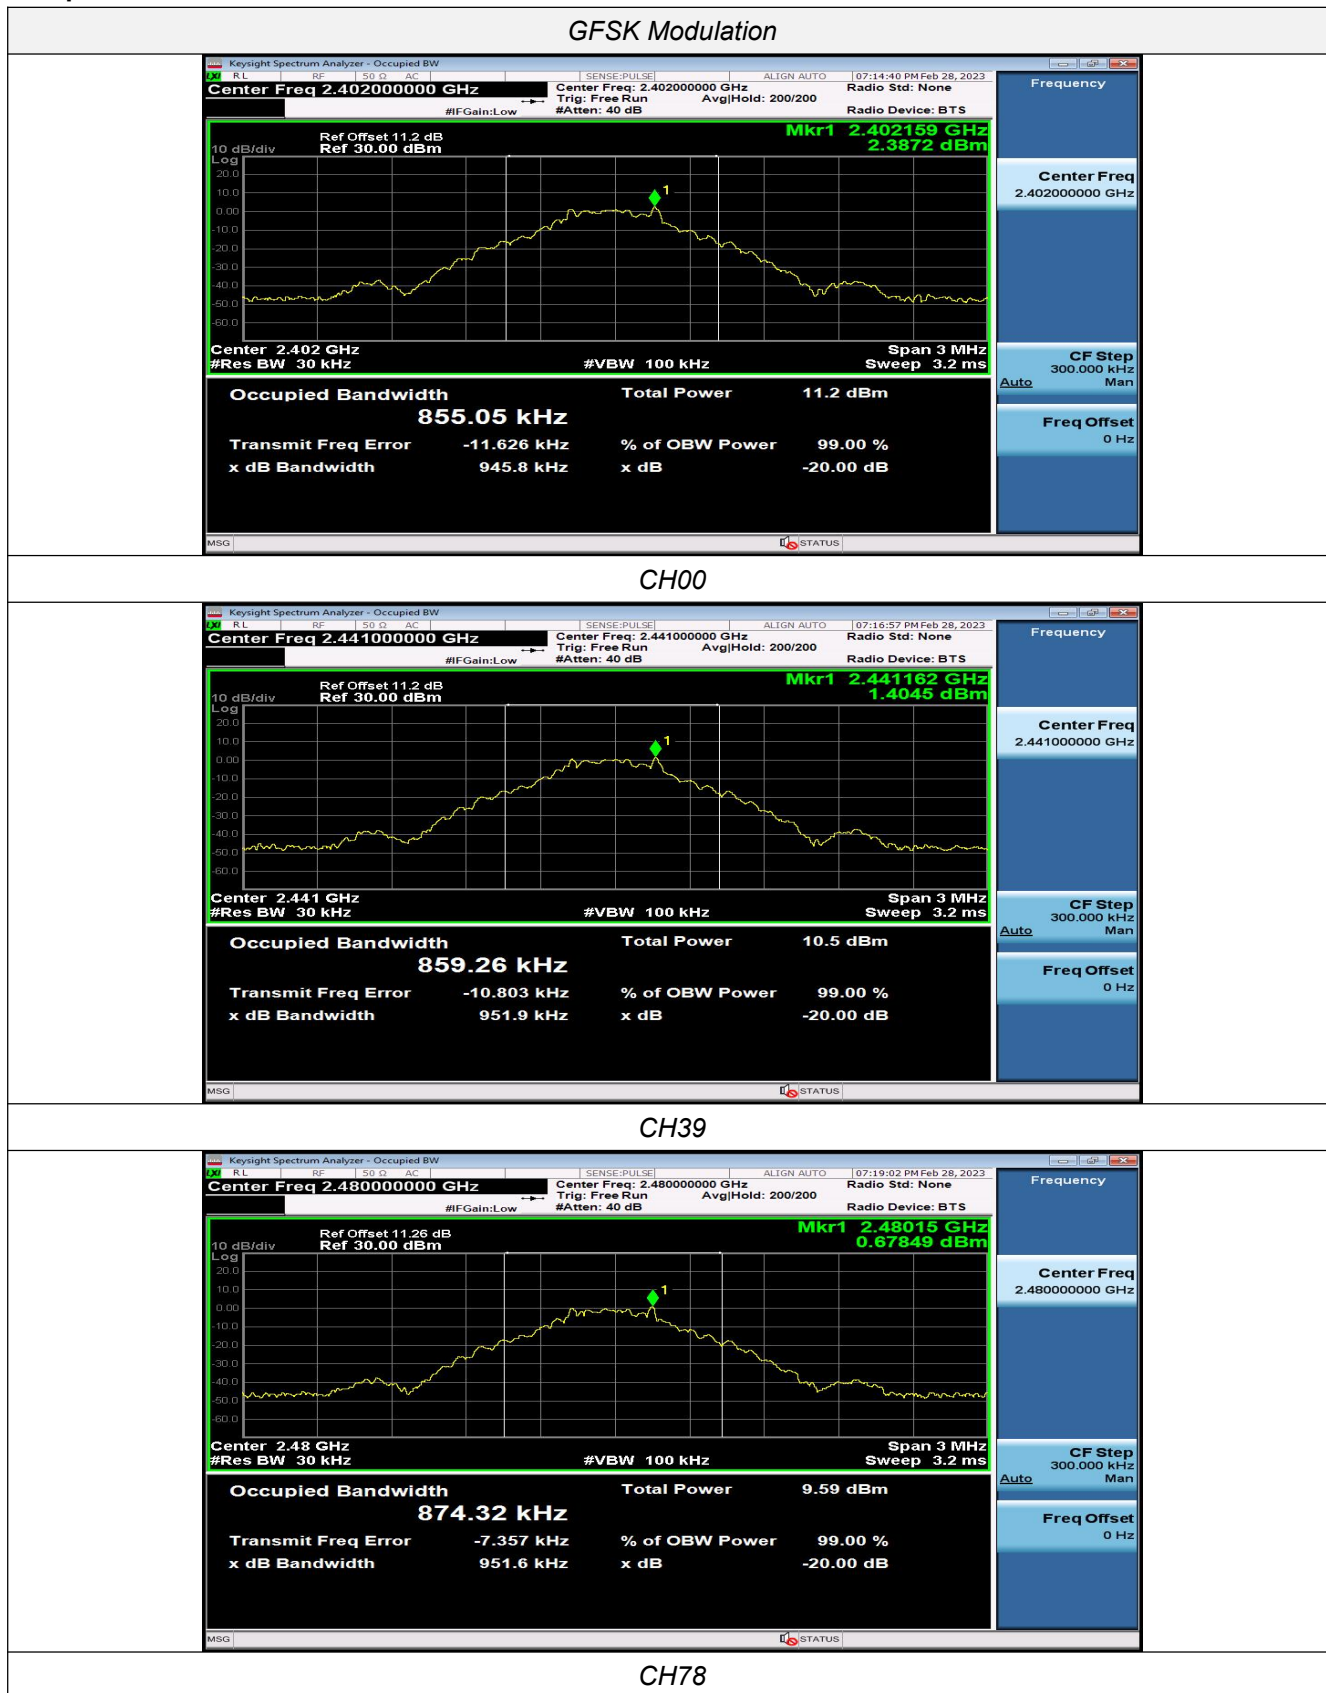 GFSK Modulation
Keysight Spectrum Analyzer - Occupied BW
LXI RL RF 50 Ω AC SENSE:PULSE ALIGN AUTO 07:14:40 PM Feb 28, 2023
Center Freq 2.402000000 GHz Center Freq: 2.402000000 GHz Radio Std: None Frequency
Trig: Free Run Avg|Hold: 200/200
#IFGain:Low #Atten: 40 dB Radio Device: BTS
Mkr1 2.402159 GHz
Ref Offset 11.2 dB 2.3872 dBm
10 dB/div Ref 30.00 dBm
Log
20.0
10.0
0.00
-10.0
-20.0
-30.0
-40.0
-50.0
-60.0
1
Center Freq
2.402000000 GHz
Center 2.402 GHz Span 3 MHz
#Res BW 30 kHz #VBW 100 kHz Sweep 3.2 ms
CF Step
300.000 kHz
Auto Man
Occupied Bandwidth Total Power 11.2 dBm
855.05 kHz
Freq Offset
0 Hz
Transmit Freq Error -11.626 kHz % of OBW Power 99.00 %
x dB Bandwidth 945.8 kHz x dB -20.00 dB
MSG STATUS
CH00
Keysight Spectrum Analyzer - Occupied BW
LXI RL RF 50 Ω AC SENSE:PULSE ALIGN AUTO 07:16:57 PM Feb 28, 2023
Center Freq 2.441000000 GHz Center Freq: 2.441000000 GHz Radio Std: None Frequency
Trig: Free Run Avg|Hold: 200/200
#IFGain:Low #Atten: 40 dB Radio Device: BTS
Mkr1 2.441162 GHz
Ref Offset 11.2 dB 1.4045 dBm
10 dB/div Ref 30.00 dBm
Log
20.0
10.0
0.00
-10.0
-20.0
-30.0
-40.0
-50.0
-60.0
1
Center Freq
2.441000000 GHz
Center 2.441 GHz Span 3 MHz
#Res BW 30 kHz #VBW 100 kHz Sweep 3.2 ms
CF Step
300.000 kHz
Auto Man
Occupied Bandwidth Total Power 10.5 dBm
859.26 kHz
Freq Offset
0 Hz
Transmit Freq Error -10.803 kHz % of OBW Power 99.00 %
x dB Bandwidth 951.9 kHz x dB -20.00 dB
MSG STATUS
CH39
Keysight Spectrum Analyzer - Occupied BW
LXI RL RF 50 Ω AC SENSE:PULSE ALIGN AUTO 07:19:02 PM Feb 28, 2023
Center Freq 2.480000000 GHz Center Freq: 2.480000000 GHz Radio Std: None Frequency
Trig: Free Run Avg|Hold: 200/200
#IFGain:Low #Atten: 40 dB Radio Device: BTS
Mkr1 2.48015 GHz
Ref Offset 11.26 dB 0.67849 dBm
10 dB/div Ref 30.00 dBm
Log
20.0
10.0
0.00
-10.0
-20.0
-30.0
-40.0
-50.0
-60.0
1
Center Freq
2.480000000 GHz
Center 2.48 GHz Span 3 MHz
#Res BW 30 kHz #VBW 100 kHz Sweep 3.2 ms
CF Step
300.000 kHz
Auto Man
Occupied Bandwidth Total Power 9.59 dBm
874.32 kHz
Freq Offset
0 Hz
Transmit Freq Error -7.357 kHz % of OBW Power 99.00 %
x dB Bandwidth 951.6 kHz x dB -20.00 dB
MSG STATUS
CH78